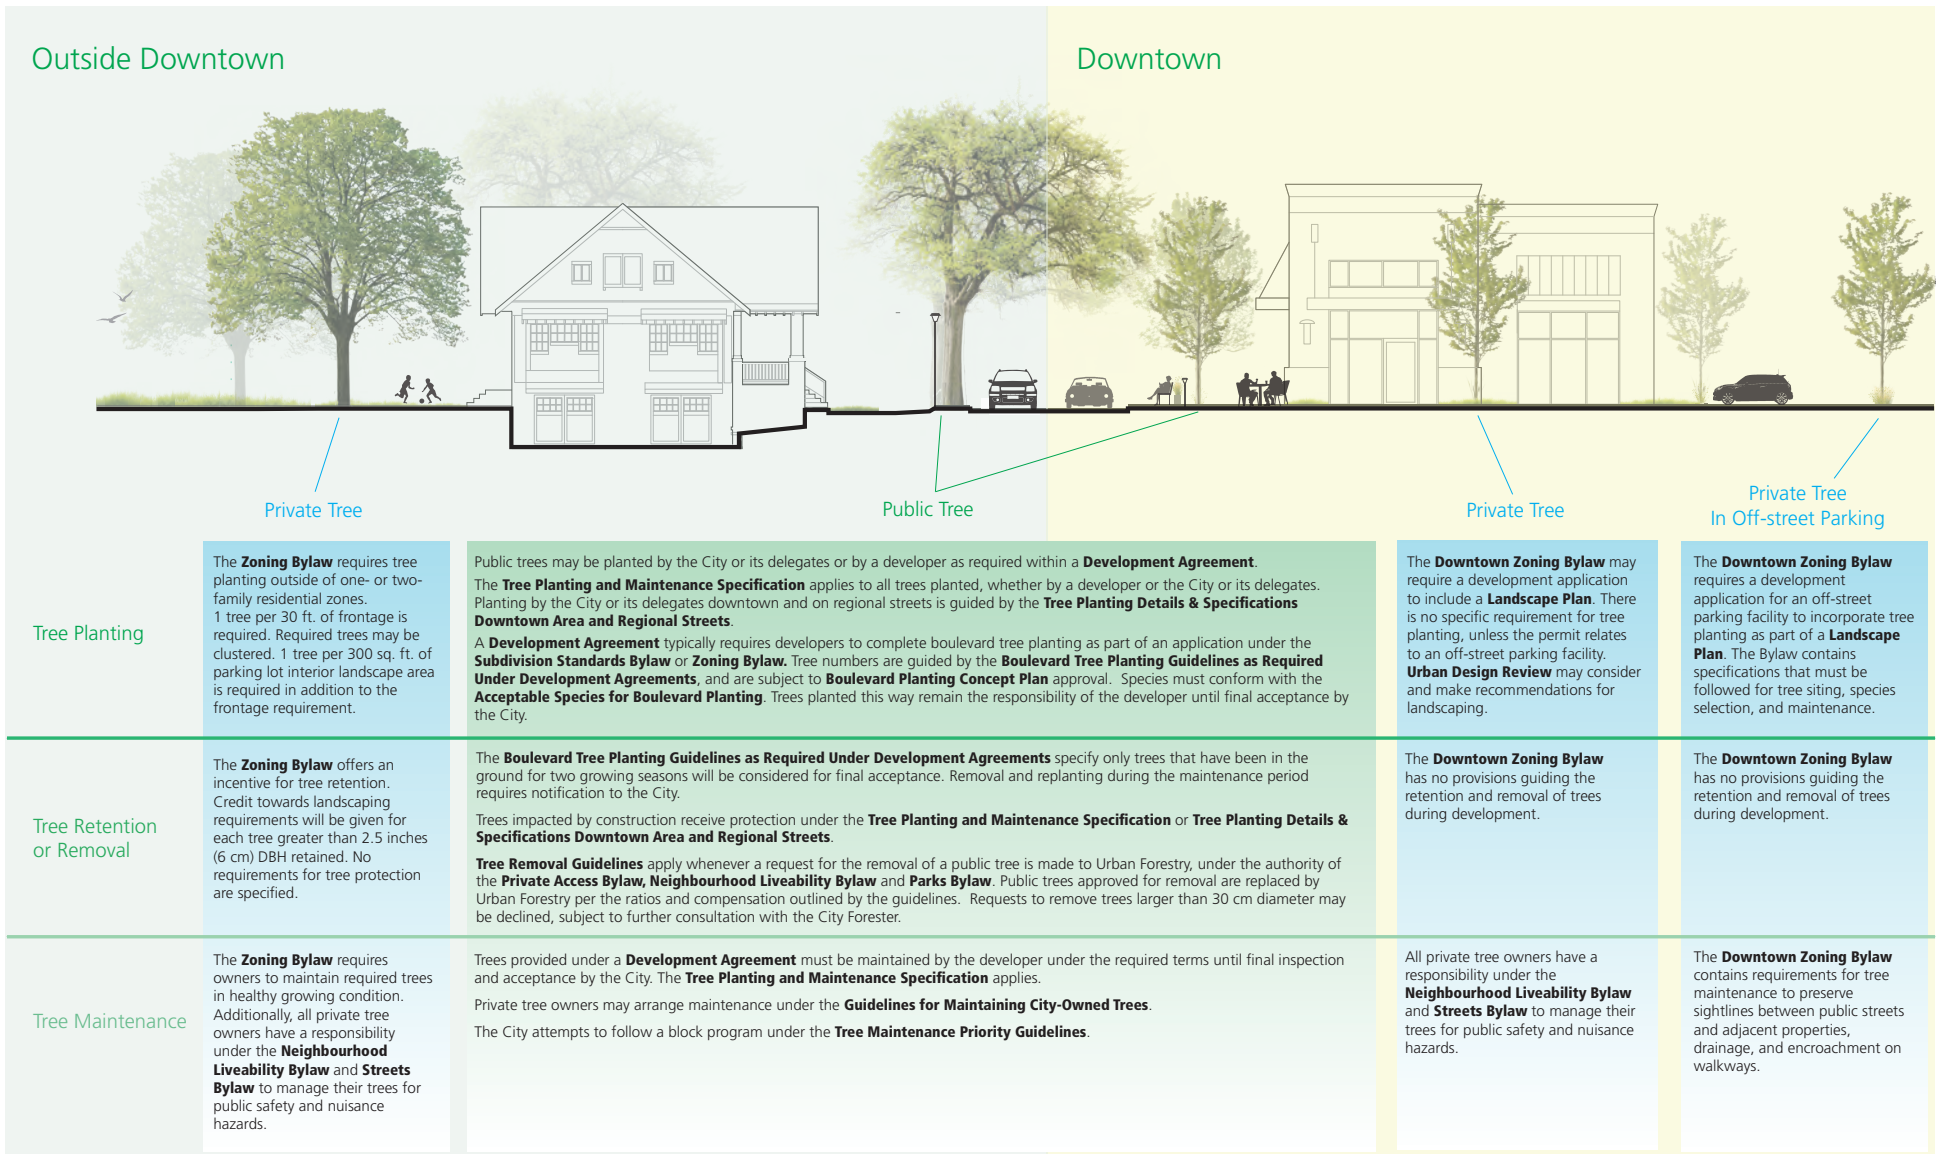 Outside Downtown
Downtown
Private Tree
Public Tree
Private Tree
Private Tree
In Off-street Parking
Tree Planting
The Zoning Bylaw requires tree
planting outside of one- or two-
family residential zones.
1 tree per 30 ft. of frontage is
required. Required trees may be
clustered. 1 tree per 300 sq. ft. of
parking lot interior landscape area
is required in addition to the
frontage requirement.
Public trees may be planted by the City or its delegates or by a developer as required within a Development Agreement.
The Tree Planting and Maintenance Specification applies to all trees planted, whether by a developer or the City or its delegates.
Planting by the City or its delegates downtown and on regional streets is guided by the Tree Planting Details & Specifications
Downtown Area and Regional Streets.
A Development Agreement typically requires developers to complete boulevard tree planting as part of an application under the
Subdivision Standards Bylaw or Zoning Bylaw. Tree numbers are guided by the Boulevard Tree Planting Guidelines as Required
Under Development Agreements, and are subject to Boulevard Planting Concept Plan approval. Species must conform with the
Acceptable Species for Boulevard Planting. Trees planted this way remain the responsibility of the developer until final acceptance by
the City.
The Downtown Zoning Bylaw may
require a development application
to include a Landscape Plan. There
is no specific requirement for tree
planting, unless the permit relates
to an off-street parking facility.
Urban Design Review may consider
and make recommendations for
landscaping.
The Downtown Zoning Bylaw
requires a development
application for an off-street
parking facility to incorporate tree
planting as part of a Landscape
Plan. The Bylaw contains
specifications that must be
followed for tree siting, species
selection, and maintenance.
Tree Retention
or Removal
The Zoning Bylaw offers an
incentive for tree retention.
Credit towards landscaping
requirements will be given for
each tree greater than 2.5 inches
(6 cm) DBH retained. No
requirements for tree protection
are specified.
The Boulevard Tree Planting Guidelines as Required Under Development Agreements specify only trees that have been in the
ground for two growing seasons will be considered for final acceptance. Removal and replanting during the maintenance period
requires notification to the City.
Trees impacted by construction receive protection under the Tree Planting and Maintenance Specification or Tree Planting Details &
Specifications Downtown Area and Regional Streets.
Tree Removal Guidelines apply whenever a request for the removal of a public tree is made to Urban Forestry, under the authority of
the Private Access Bylaw, Neighbourhood Liveability Bylaw and Parks Bylaw. Public trees approved for removal are replaced by
Urban Forestry per the ratios and compensation outlined by the guidelines. Requests to remove trees larger than 30 cm diameter may
be declined, subject to further consultation with the City Forester.
The Downtown Zoning Bylaw
has no provisions guiding the
retention and removal of trees
during development.
The Downtown Zoning Bylaw
has no provisions guiding the
retention and removal of trees
during development.
Tree Maintenance
The Zoning Bylaw requires
owners to maintain required trees
in healthy growing condition.
Additionally, all private tree
owners have a responsibility
under the Neighbourhood
Liveability Bylaw and Streets
Bylaw to manage their trees for
public safety and nuisance
hazards.
Trees provided under a Development Agreement must be maintained by the developer under the required terms until final inspection
and acceptance by the City. The Tree Planting and Maintenance Specification applies.
Private tree owners may arrange maintenance under the Guidelines for Maintaining City-Owned Trees.
The City attempts to follow a block program under the Tree Maintenance Priority Guidelines.
All private tree owners have a
responsibility under the
Neighbourhood Liveability Bylaw
and Streets Bylaw to manage their
trees for public safety and nuisance
hazards.
The Downtown Zoning Bylaw
contains requirements for tree
maintenance to preserve
sightlines between public streets
and adjacent properties,
drainage, and encroachment on
walkways.